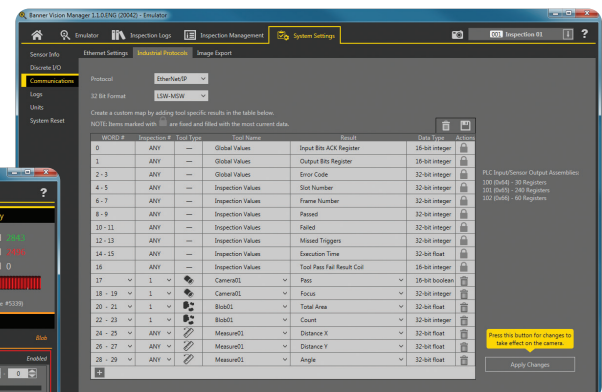 Banner Vision Manager 1.1.0.ENG (20042) - Emulator
Emulator
Inspection Logs
Inspection Management
System Settings
001 Inspection 01
?
Sensor Info
Discrete I/O
Communications
Logs
Units
System Reset
Ethernet Settings
Industrial Protocols
Image Export
Protocol
EtherNet/IP
32 Bit Format
LSW-MSW
Create a custom map by adding tool specific results in the table below.
NOTE: Items marked with are fixed and filled with the most current data.
WORD # Inspection # Tool Type Tool Name Result Data Type Actions
0 ANY — Global Values Input Bits ACK Register 16-bit integer
1 ANY — Global Values Output Bits Register 16-bit integer
2 - 3 ANY — Global Values Error Code 32-bit integer
4 - 5 ANY — Inspection Values Slot Number 32-bit integer
6 - 7 ANY — Inspection Values Frame Number 32-bit integer
8 - 9 ANY — Inspection Values Passed 32-bit integer
10 - 11 ANY — Inspection Values Failed 32-bit integer
12 - 13 ANY — Inspection Values Missed Triggers 32-bit integer
14 - 15 ANY — Inspection Values Execution Time 32-bit float
16 ANY — Inspection Values Tool Pass Fail Result Coil 16-bit integer
17 1 Camera01 Pass 16-bit boolean
18 - 19 1 Camera01 Focus 32-bit integer
20 - 21 1 Blob01 Total Area 32-bit float
22 - 23 1 Blob01 Count 32-bit integer
24 - 25 ANY Measure01 Distance X 32-bit float
26 - 27 ANY Measure01 Distance Y 32-bit float
28 - 29 ANY Measure01 Angle 32-bit float
PLC Input/Sensor Output Assemblies:
100 (0x64) - 30 Registers
101 (0x65) - 240 Registers
102 (0x66) - 60 Registers
Press this button for changes to
take effect on the camera.
Apply Changes
?
2643
0
#5339)
Blob
Enabled
0